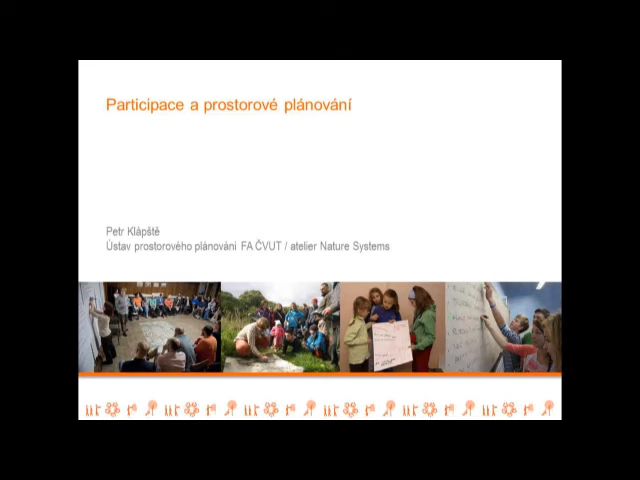 Participace a prostorové plánování
Petr Klápště
Ústav prostorového plánování FA ČVUT / atelier Nature Systems